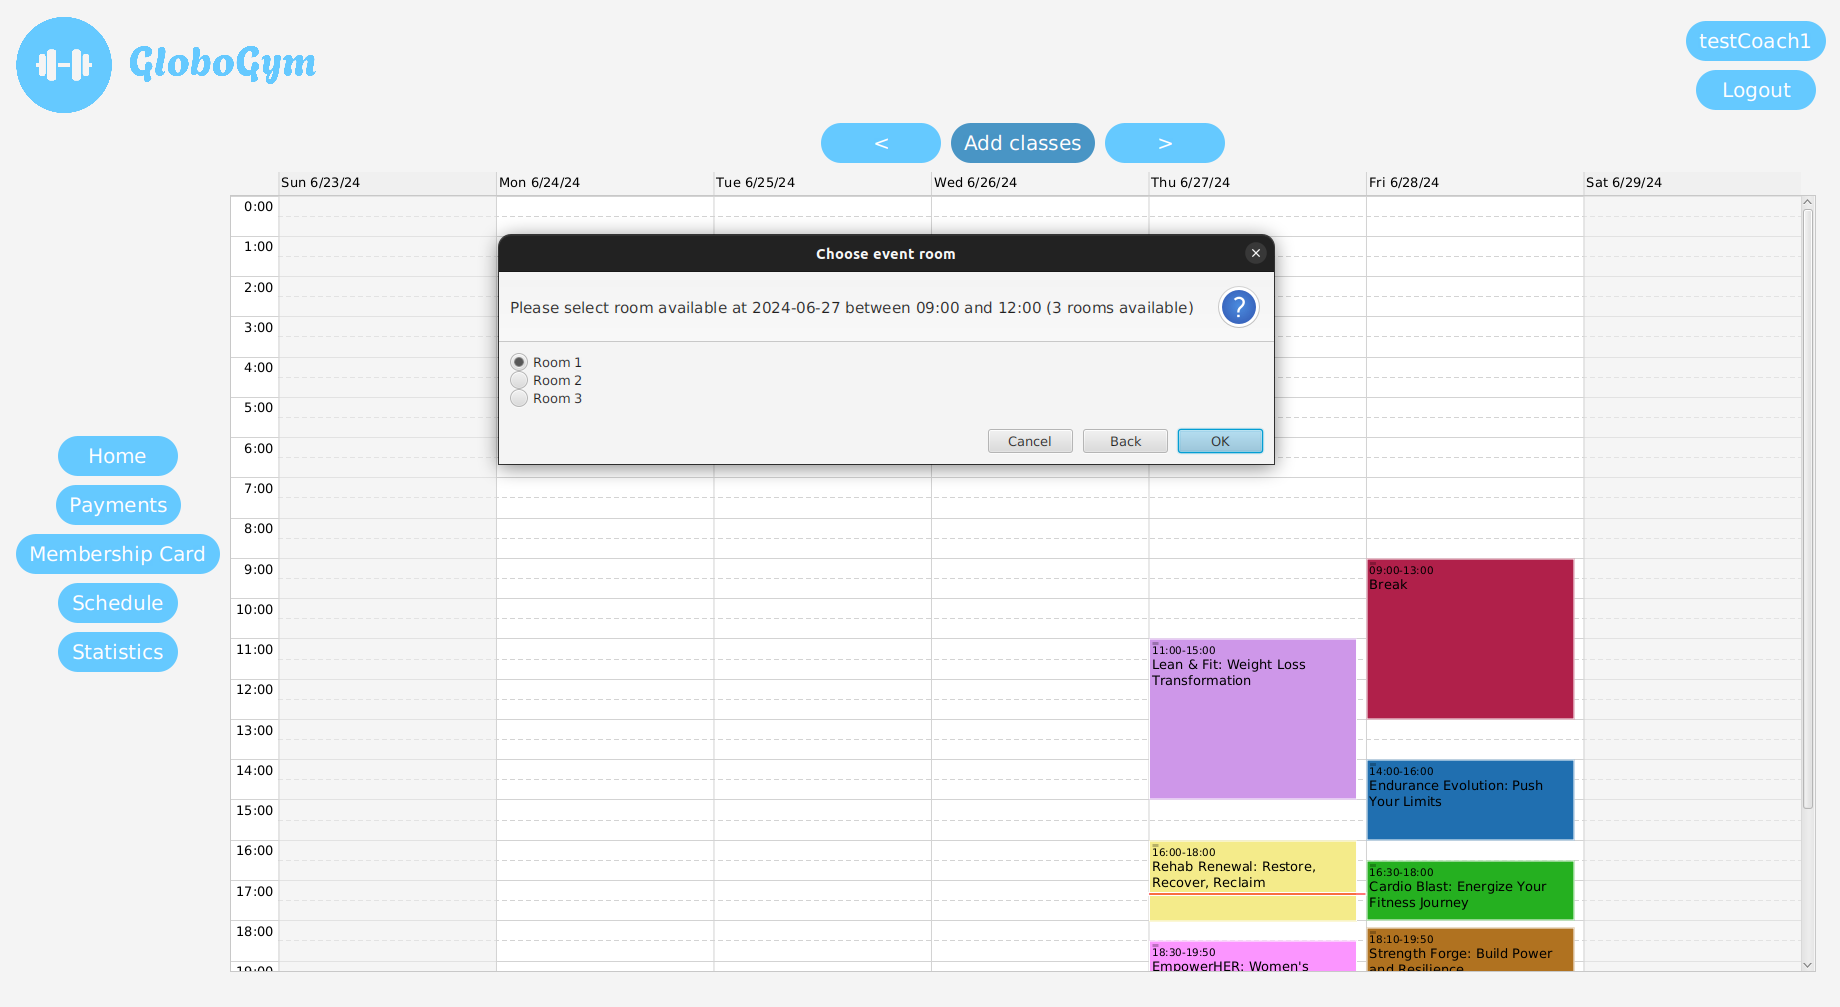 GloboGym
testCoach1
Logout
<
Add classes
>
Sun 6/23/24
Mon 6/24/24
Tue 6/25/24
Wed 6/26/24
Thu 6/27/24
Fri 6/28/24
Sat 6/29/24
0:00
1:00
2:00
3:00
4:00
5:00
6:00
7:00
8:00
9:00
10:00
11:00
12:00
13:00
14:00
15:00
16:00
17:00
18:00
19:00
Choose event room
Please select room available at 2024-06-27 between 09:00 and 12:00 (3 rooms available)
?
Room 1
Room 2
Room 3
Cancel
Back
OK
Home
Payments
Membership Card
Schedule
Statistics
11:00-15:00
Lean & Fit: Weight Loss
Transformation
16:00-18:00
Rehab Renewal: Restore,
Recover, Reclaim
18:30-19:50
EmpowerHER: Women's
09:00-13:00
Break
14:00-16:00
Endurance Evolution: Push
Your Limits
16:30-18:00
Cardio Blast: Energize Your
Fitness Journey
18:10-19:50
Strength Forge: Build Power
and Resilience